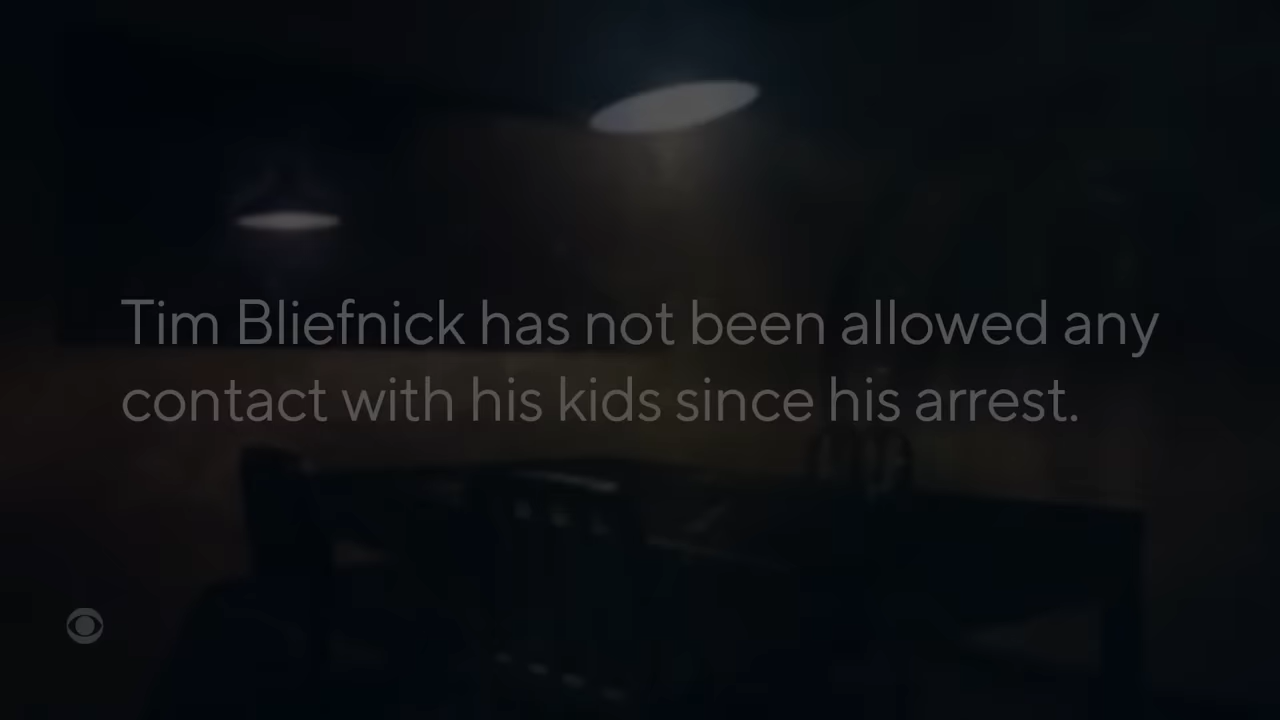 Tim Bliefnick has not been allowed any
contact with his kids since his arrest.